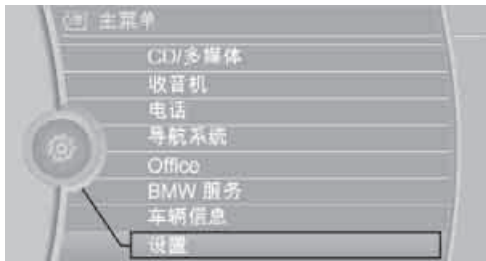 主菜单
CD/多媒体
收音机
电话
导航系统
Office
BMW 服务
车辆信息
设置